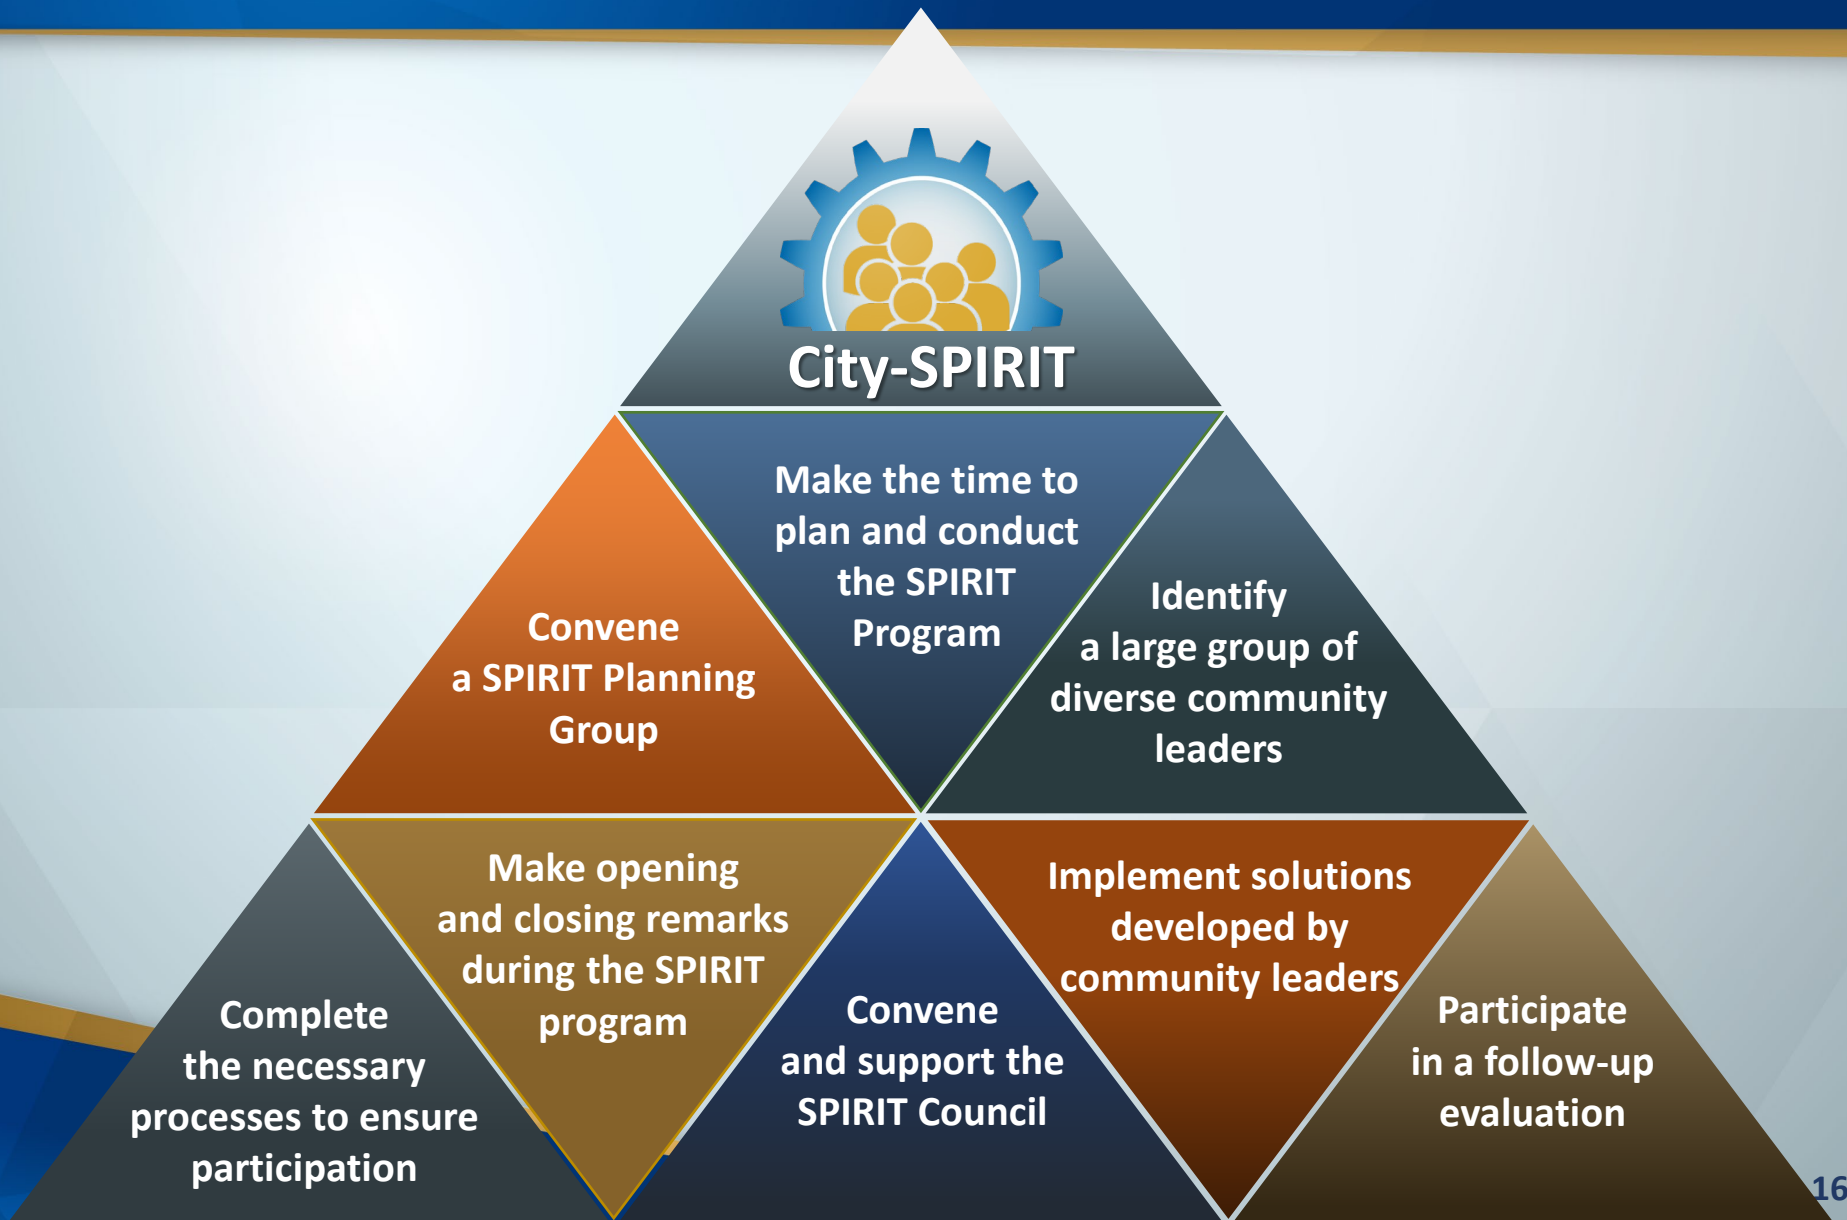 City-SPIRIT
Make the time to
plan and conduct
the SPIRIT
Program
Convene
a SPIRIT Planning
Group
Identify
a large group of
diverse community
leaders
Complete
the necessary
processes to ensure
participation
Make opening
and closing remarks
during the SPIRIT
program
Convene
and support the
SPIRIT Council
Implement solutions
developed by
community leaders
Participate
in a follow-up
evaluation
16